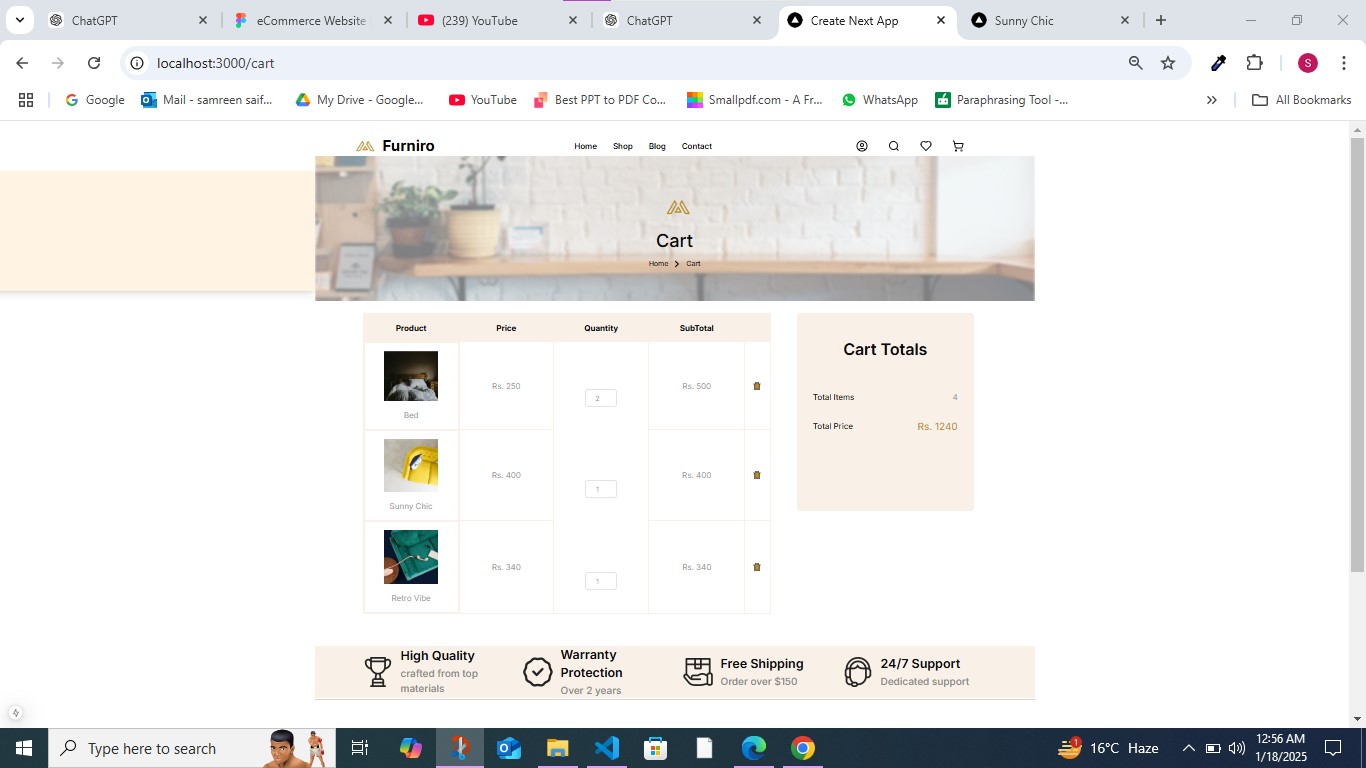 ChatGPT
eCommerce Website
(239) YouTube
ChatGPT
Create Next App
Sunny Chic
localhost:3000/cart
S
Google
Mail - samreen saif...
My Drive - Google...
YouTube
Best PPT to PDF Co...
Smallpdf.com - A Fr...
WhatsApp
Paraphrasing Tool -...
All Bookmarks
Furniro
Home
Shop
Blog
Contact
Cart
Home
Cart
Product
Price
Quantity
SubTotal
Bed
Rs. 250
2
Rs. 500
Sunny Chic
Rs. 400
1
Rs. 400
Retro Vibe
Rs. 340
1
Rs. 340
Cart Totals
Total Items
4
Total Price
Rs. 1240
High Quality
crafted from top
materials
Warranty
Protection
Over 2 years
Free Shipping
Order over $150
24/7 Support
Dedicated support
Type here to search
1
16°C Haze
12:56 AM
1/18/2025